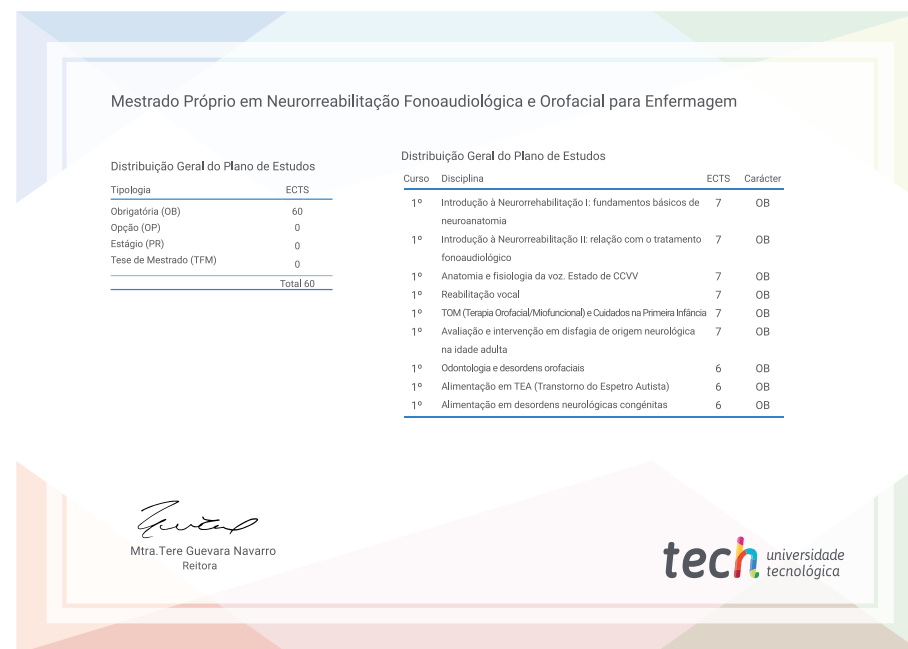 Mestrado Próprio em Neurorreabilitação Fonoaudiológica e Orofacial para Enfermagem
Distribuição Geral do Plano de Estudos
Tipologia ECTS
Obrigatória (OB) 60
Opção (OP) 0
Estágio (PR) 0
Tese de Mestrado (TFM) 0
Total 60
Distribuição Geral do Plano de Estudos
Curso Disciplina ECTS Carácter
1º Introdução à Neurorrehabilitação I: fundamentos básicos de 7 OB
neuroanatomia
1º Introdução à Neurorreabilitação II: relação com o tratamento 7 OB
fonoaudiológico
1º Anatomia e fisiologia da voz. Estado de CCVV 7 OB
1º Reabilitação vocal 7 OB
1º TOM (Terapia Orofacial/Miofuncional) e Cuidados na Primeira Infância 7 OB
1º Avaliação e intervenção em disfagia de origem neurológica 7 OB
na idade adulta
1º Odontologia e desordens orofaciais 6 OB
1º Alimentação em TEA (Transtorno do Espetro Autista) 6 OB
1º Alimentação em desordens neurológicas congénitas 6 OB
Mtra.Tere Guevara Navarro
Reitora
tech universidade
tecnológica